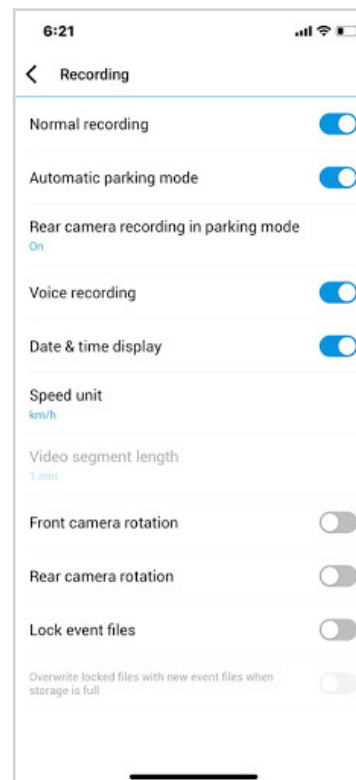 6:21
Recording
Normal recording
Automatic parking mode
Rear camera recording in parking mode
On
Voice recording
Date & time display
Speed unit
km/h
Video segment length
1 min
Front camera rotation
Rear camera rotation
Lock event files
Overwrite locked files with new event files when
storage is full